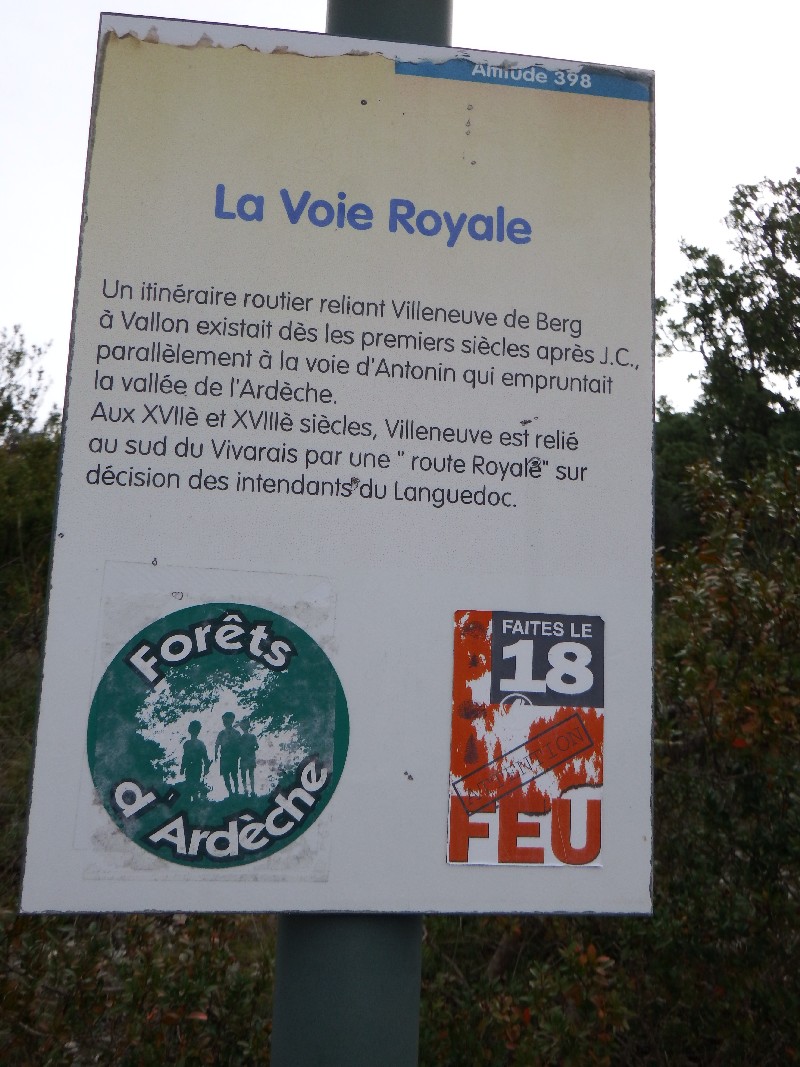 Altitude 398
La Voie Royale
Un itinéraire routier reliant Villeneuve de Berg
à Vallon existait dès les premiers siècles après J.C.,
parallèlement à la voie d'Antonin qui empruntait
la vallée de l'Ardèche.
Aux XVIIè et XVIIIè siècles, Villeneuve est relié
au sud du Vivarais par une " route Royale" sur
décision des intendants du Languedoc.
Forêts
d'Ardèche
FAITES LE
18
FEU